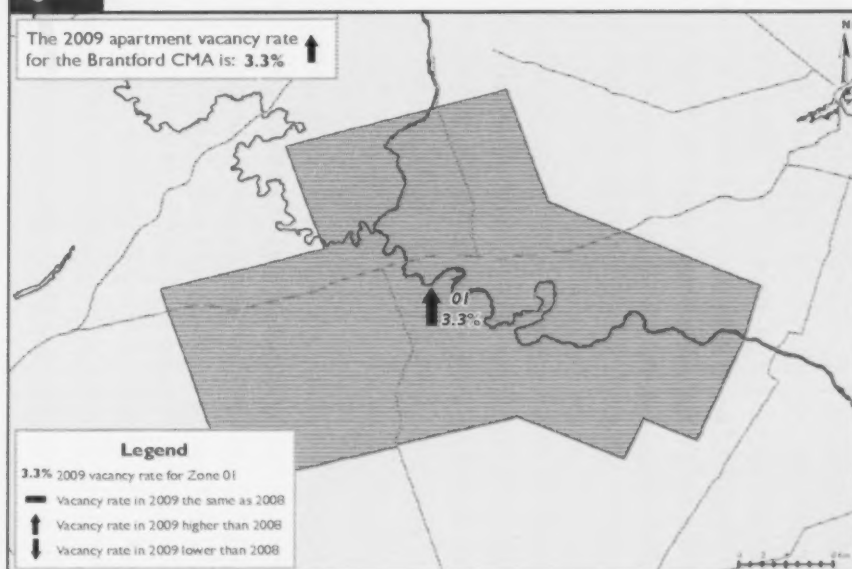 The 2009 apartment vacancy rate
for the Brantford CMA is: 3.3%
N
01
3.3%
Legend
3.3% 2009 vacancy rate for Zone 01
Vacancy rate in 2009 the same as 2008
Vacancy rate in 2009 higher than 2008
Vacancy rate in 2009 lower than 2008